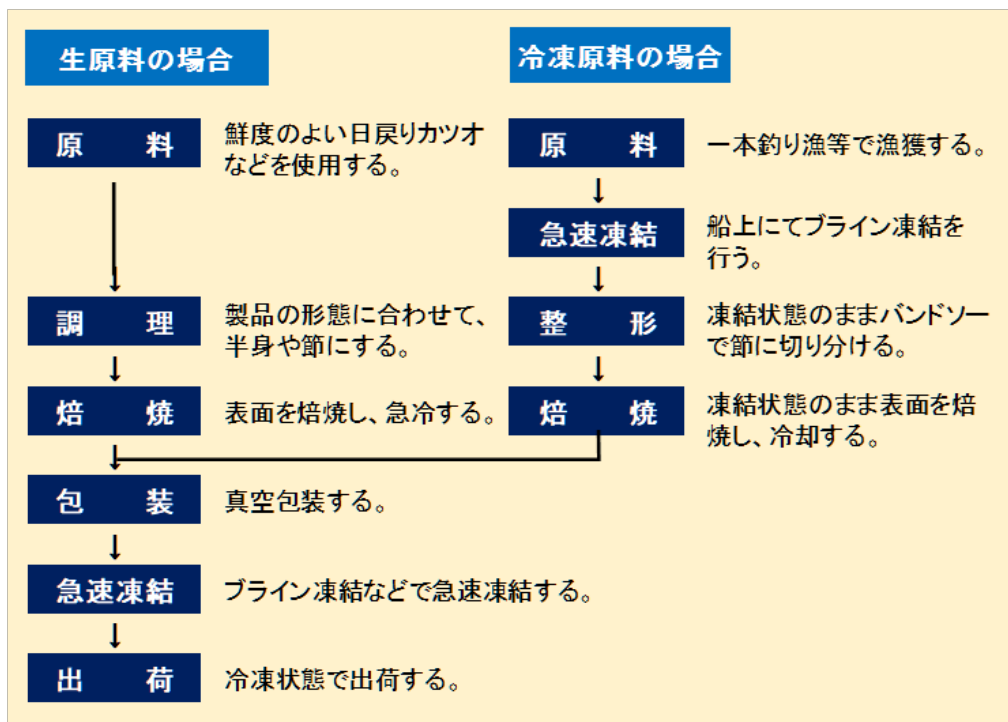 生原料の場合
原 料
鮮度のよい日戻りカツオ
などを使用する。
調 理
製品の形態に合わせて、
半身や節にする。
焙 焼
表面を焙焼し、急冷する。
冷凍原料の場合
原 料
一本釣り漁等で漁獲する。
急速凍結
船上にてブライン凍結を
行う。
整 形
凍結状態のままバンドソー
で節に切り分ける。
焙 焼
凍結状態のまま表面を焙
焼し、冷却する。
包 装
真空包装する。
急速凍結
ブライン凍結などで急速凍結する。
出 荷
冷凍状態で出荷する。